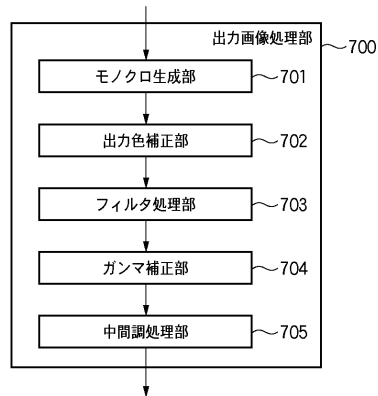 出力画像処理部
700
モノクロ生成部
701
出力色補正部
702
フィルタ処理部
703
ガンマ補正部
704
中間調処理部
705